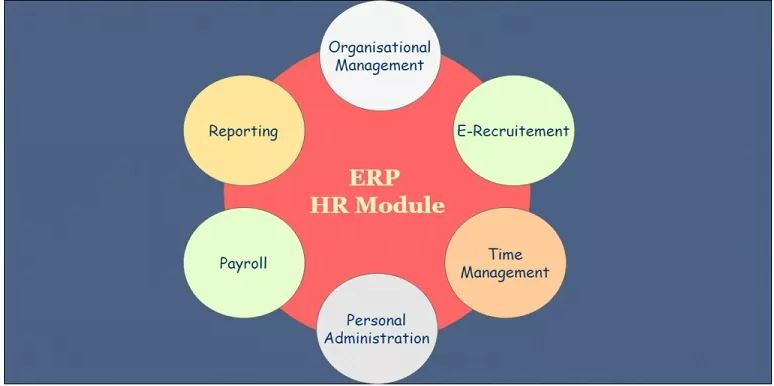 Organisational
Management
Reporting
E-Recruitement
ERP
HR Module
Payroll
Time
Management
Personal
Administration